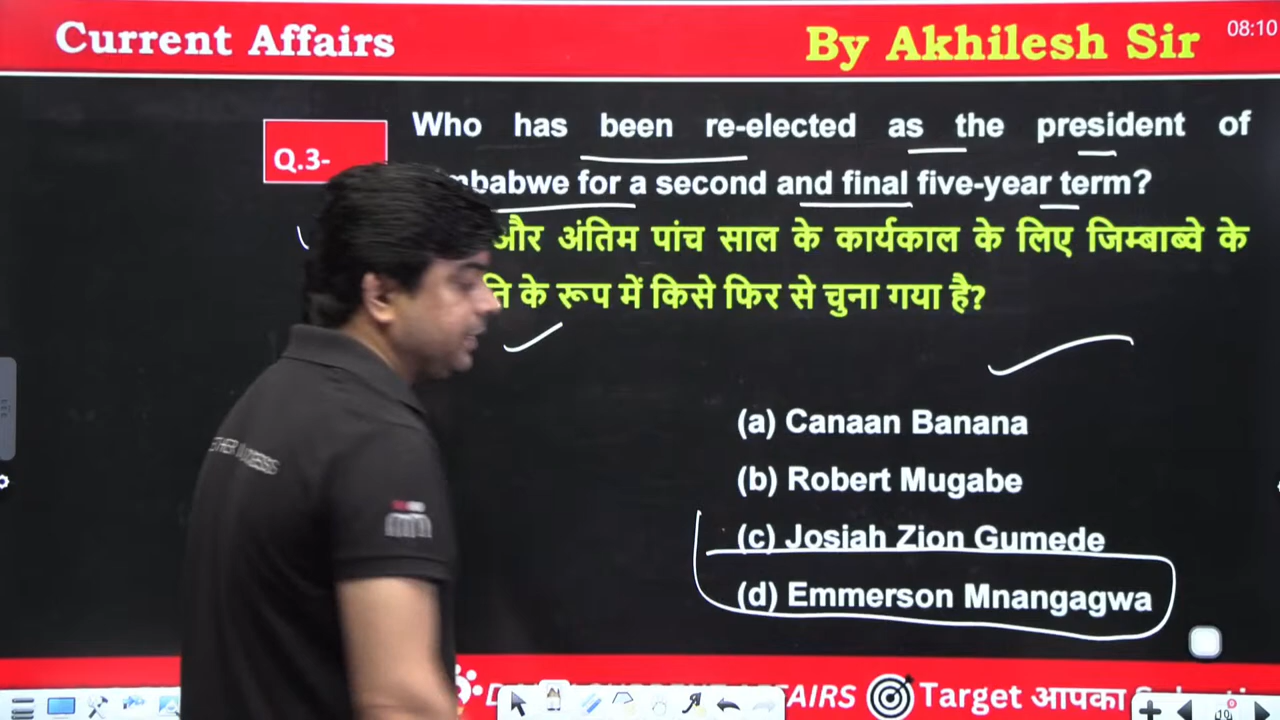 Current Affairs
By Akhilesh Sir
08:10
Q.3-
Who has been re-elected as the president of
for a second and final five-year term?
और अंतिम पांच साल के कार्यकाल के लिए जिम्बाब्वे के
के रूप में किसे फिर से चुना गया है?
(a) Canaan Banana
(b) Robert Mugabe
(c) Josiah Zion Gumede
(d) Emmerson Mnangagwa
Target आपका